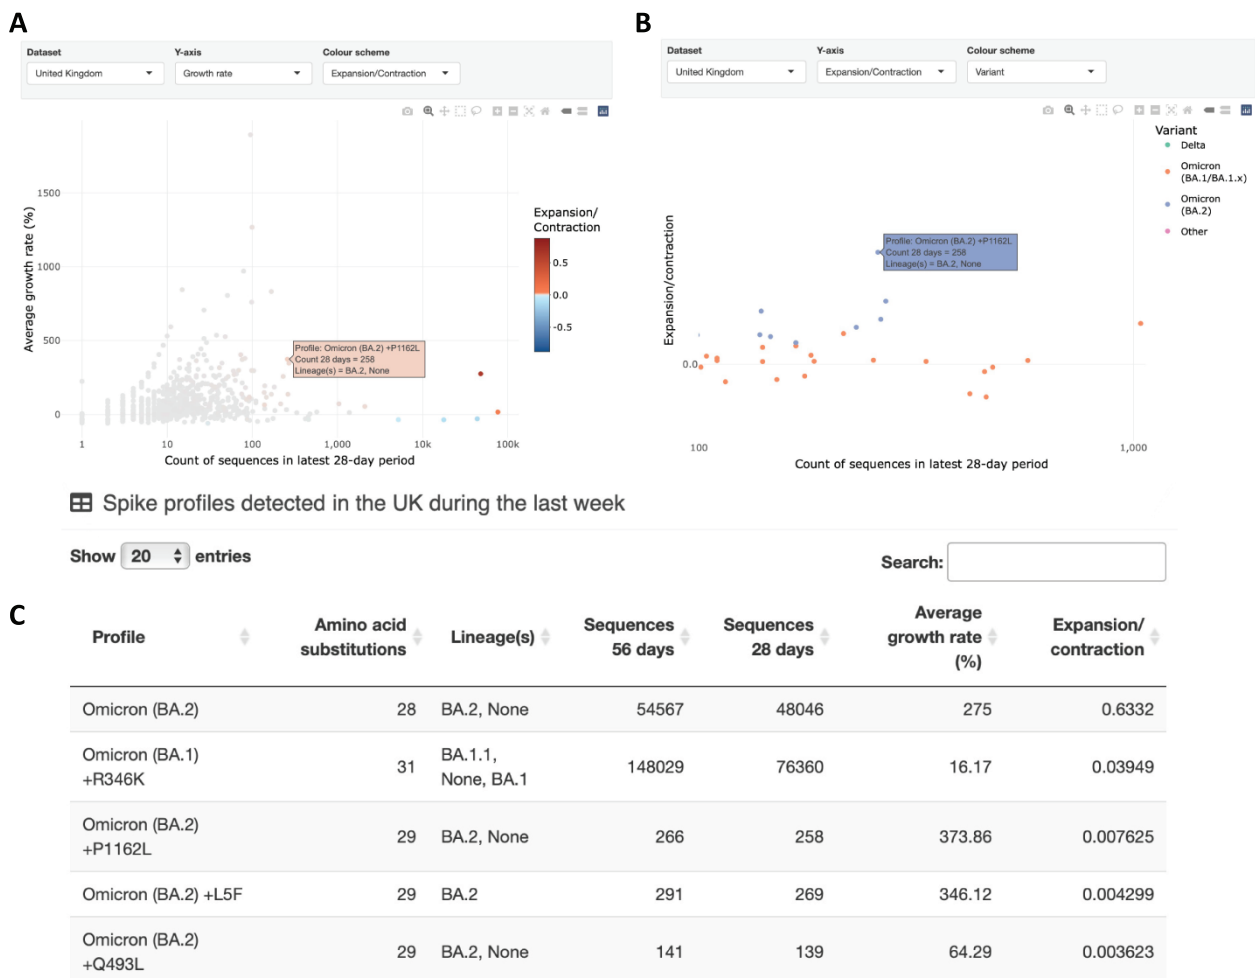 A
B
Dataset
Y-axis
Colour scheme
United Kingdom
Growth rate
Expansion/Contraction
Dataset
Y-axis
Colour scheme
United Kingdom
Expansion/Contraction
Variant
Average growth rate (%)
1500
1000
500
0
1
10
100
1,000
10k
100k
Count of sequences in latest 28-day period
Profile: Omicron (BA.2) +P1162L
Count 28 days = 258
Lineage(s) = BA.2, None
Expansion/
Contraction
0.5
0.0
-0.5
Expansion/contraction
0.0
100
1,000
Count of sequences in latest 28-day period
Profile: Omicron (BA.2) +P1162L
Count 28 days = 258
Lineage(s) = BA.2, None
Variant
Delta
Omicron
(BA.1/BA.1.x)
Omicron
(BA.2)
Other
Spike profiles detected in the UK during the last week
Show 20 entries
Search:
C
Profile
Amino acid
substitutions
Lineage(s)
Sequences
56 days
Sequences
28 days
Average
growth rate
(%)
Expansion/
contraction
Omicron (BA.2) 28 BA.2, None 54567 48046 275 0.6332
Omicron (BA.1)
+R346K
31
BA.1.1,
None, BA.1
148029 76360 16.17 0.03949
Omicron (BA.2)
+P1162L
29 BA.2, None 266 258 373.86 0.007625
Omicron (BA.2) +L5F 29 BA.2 291 269 346.12 0.004299
Omicron (BA.2)
+Q493L
29 BA.2, None 141 139 64.29 0.003623